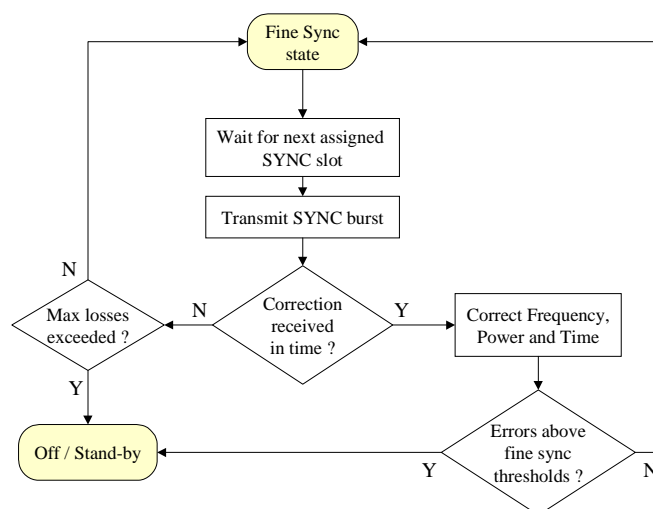 Fine Sync
state
Wait for next assigned
SYNC slot
Transmit SYNC burst
N
Max losses
exceeded ?
N
Correction
received
in time ?
Y
Correct Frequency,
Power and Time
Y
Off / Stand-by
Y
Errors above
fine sync
thresholds ?
N